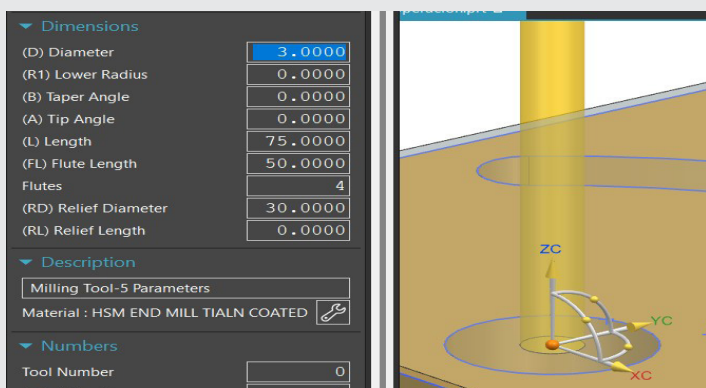 Dimensions
(D) Diameter 3.0000
(R1) Lower Radius 0.0000
(B) Taper Angle 0.0000
(A) Tip Angle 0.0000
(L) Length 75.0000
(FL) Flute Length 50.0000
Flutes 4
(RD) Relief Diameter 30.0000
(RL) Relief Length 0.0000
Description
Milling Tool-5 Parameters
Material : HSM END MILL TIALN COATED
Numbers
Tool Number 0
ZC
YC
XC